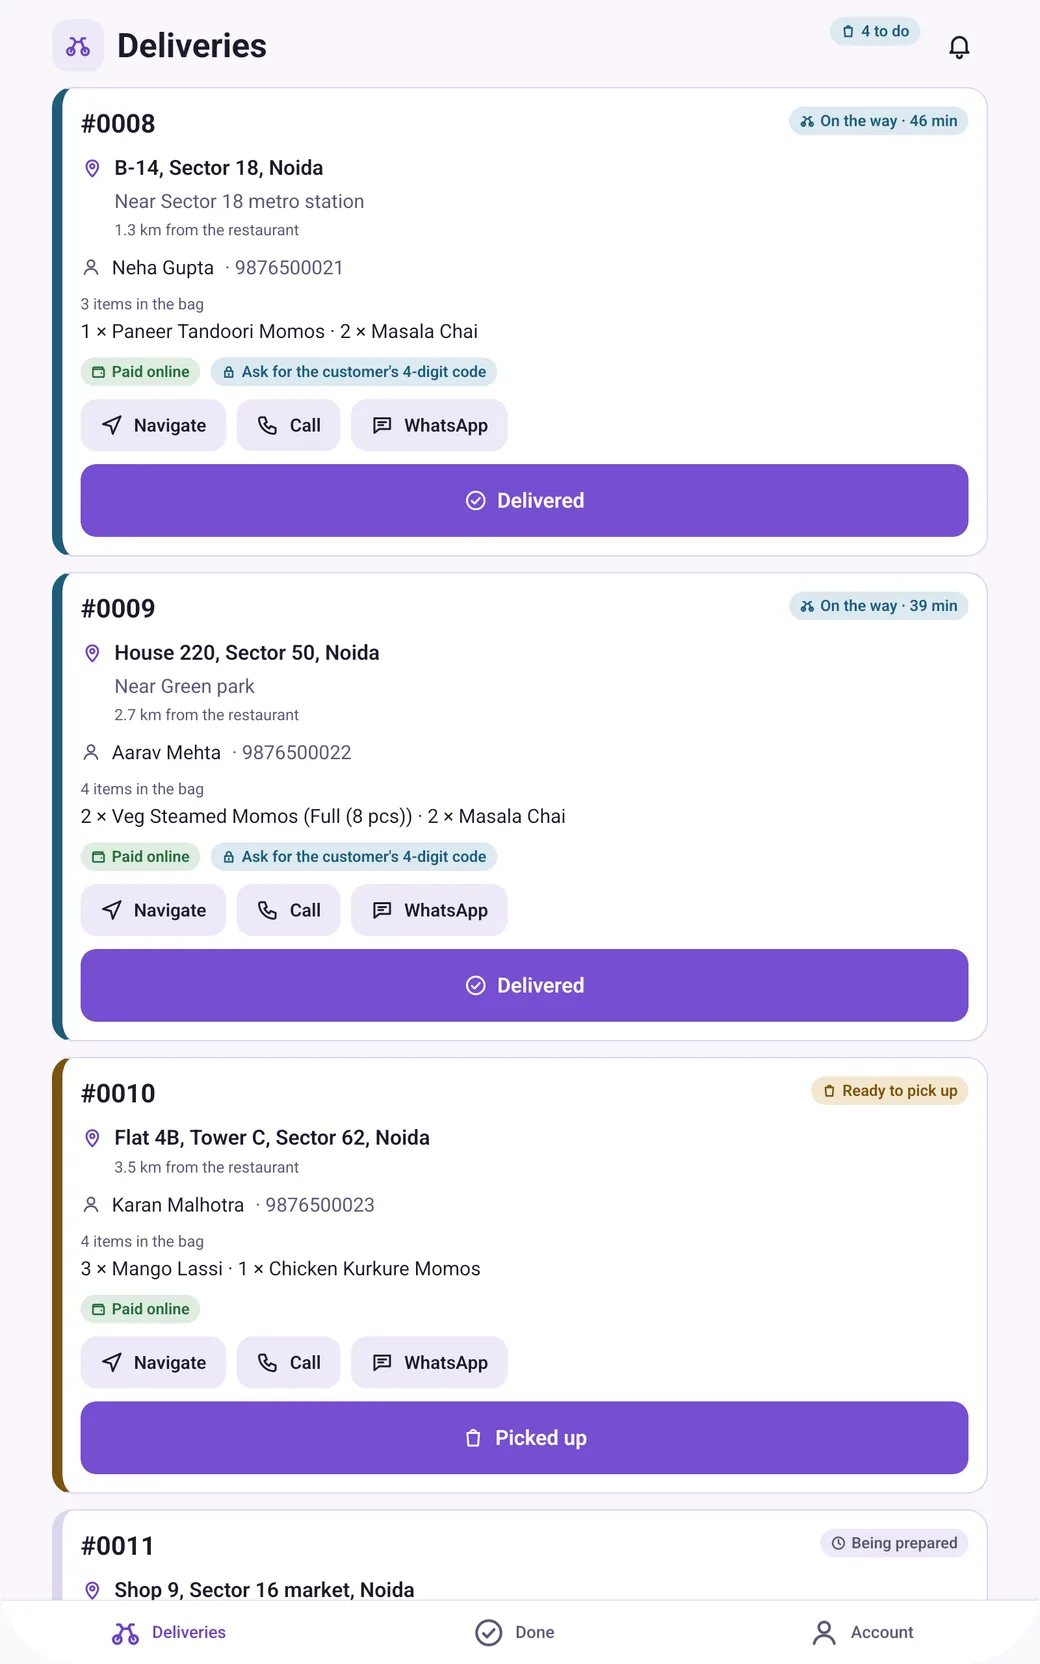 Deliveries
4 to do
#0008
On the way · 46 min
B-14, Sector 18, Noida
Near Sector 18 metro station
1.3 km from the restaurant
Neha Gupta · 9876500021
3 items in the bag
1 × Paneer Tandoori Momos · 2 × Masala Chai
Paid online
Ask for the customer's 4-digit code
Navigate
Call
WhatsApp
Delivered
#0009
On the way · 39 min
House 220, Sector 50, Noida
Near Green park
2.7 km from the restaurant
Aarav Mehta · 9876500022
4 items in the bag
2 × Veg Steamed Momos (Full (8 pcs)) · 2 × Masala Chai
Paid online
Ask for the customer's 4-digit code
Navigate
Call
WhatsApp
Delivered
#0010
Ready to pick up
Flat 4B, Tower C, Sector 62, Noida
3.5 km from the restaurant
Karan Malhotra · 9876500023
4 items in the bag
3 × Mango Lassi · 1 × Chicken Kurkure Momos
Paid online
Navigate
Call
WhatsApp
Picked up
#0011
Being prepared
Shop 9, Sector 16 market, Noida
Deliveries
Done
Account